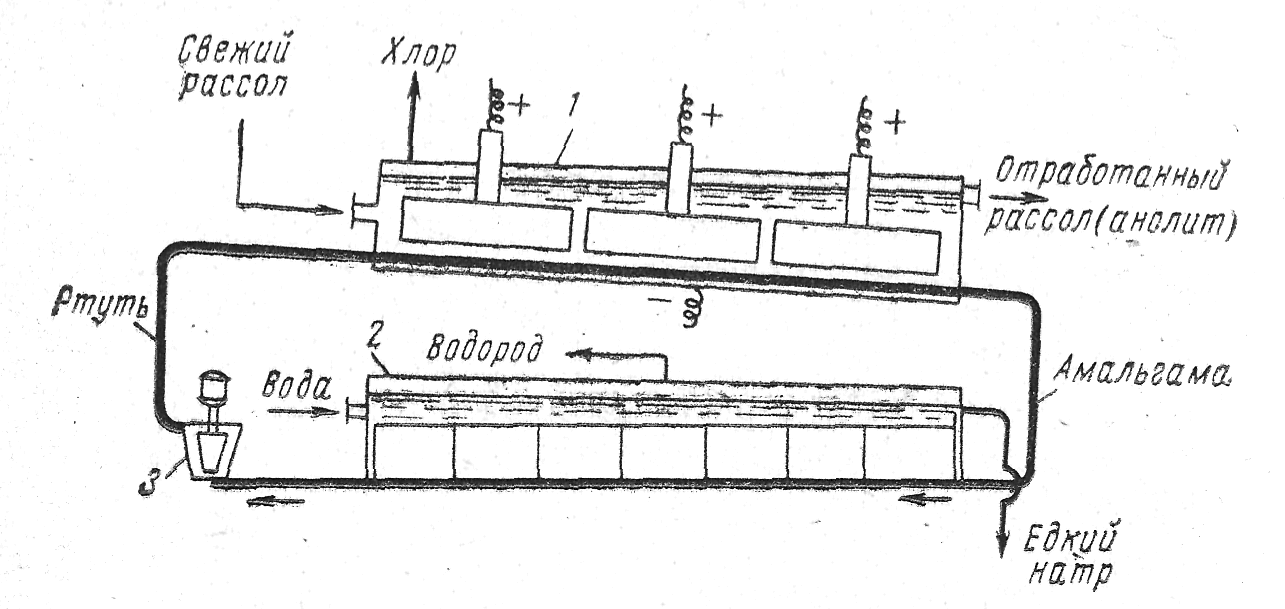 Свежий
рассол
Хлор
+
1
+
+
Отработанный
рассол (анолит)
Ртуть
−
2
Водород
Вода
Амальгама
3
Едкий
натр